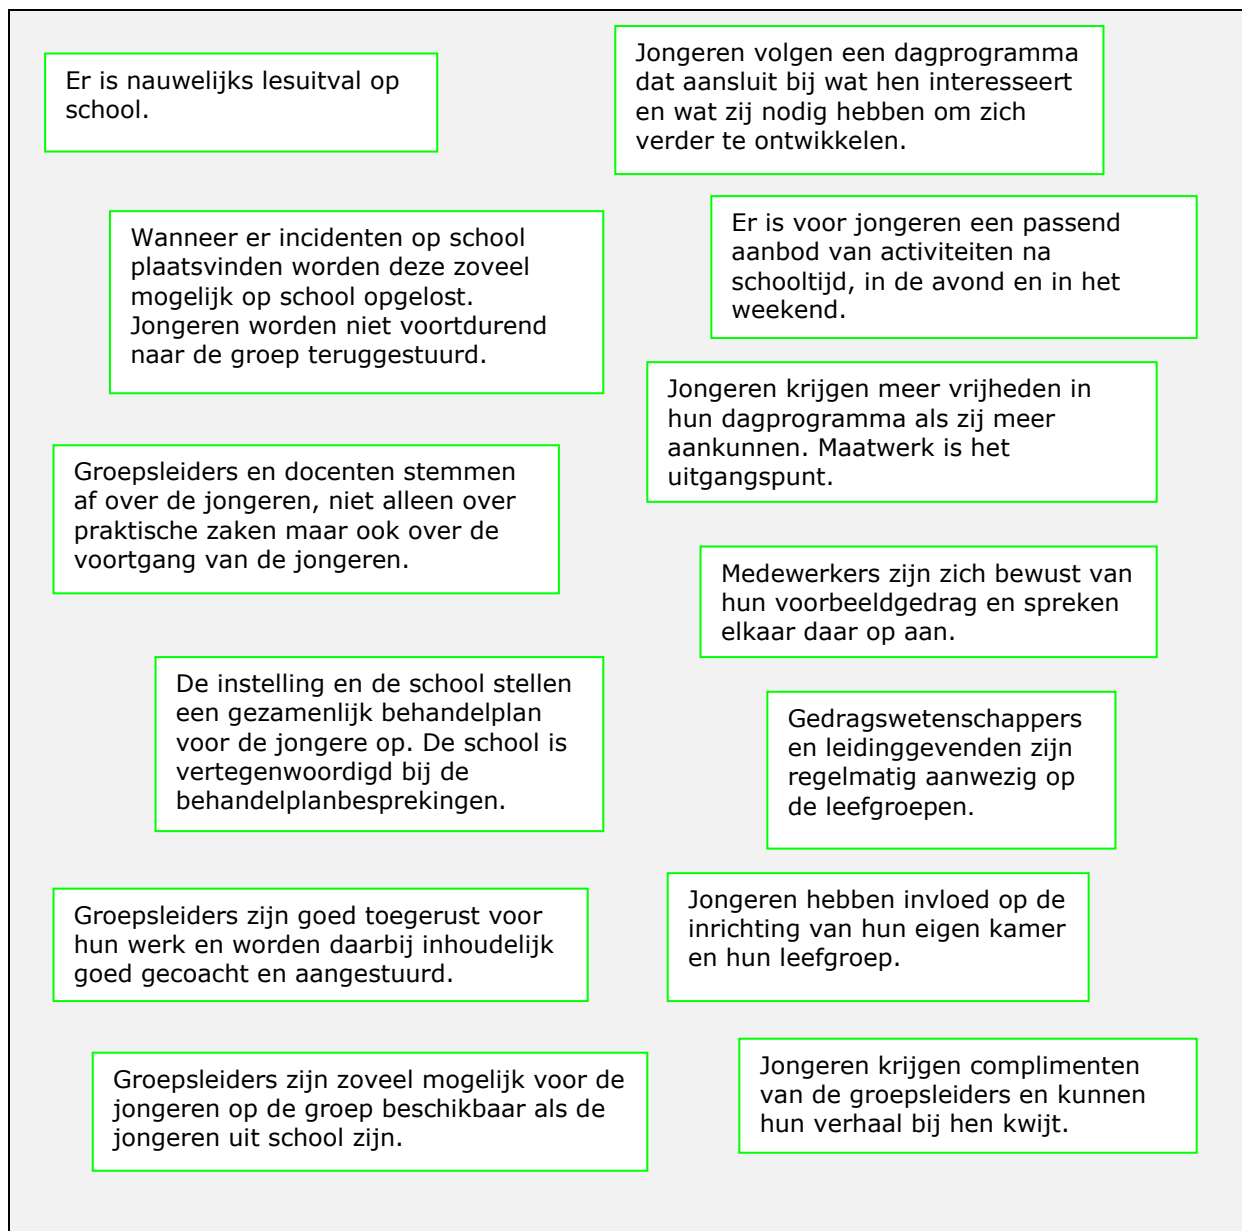 Er is nauwelijks lesuitval op
school.
Jongeren volgen een dagprogramma
dat aansluit bij wat hen interesseert
en wat zij nodig hebben om zich
verder te ontwikkelen.
Wanneer er incidenten op school
plaatsvinden worden deze zoveel
mogelijk op school opgelost.
Jongeren worden niet voortdurend
naar de groep teruggestuurd.
Er is voor jongeren een passend
aanbod van activiteiten na
schooltijd, in de avond en in het
weekend.
Jongeren krijgen meer vrijheden in
hun dagprogramma als zij meer
aankunnen. Maatwerk is het
uitgangspunt.
Groepsleiders en docenten stemmen
af over de jongeren, niet alleen over
praktische zaken maar ook over de
voortgang van de jongeren.
Medewerkers zijn zich bewust van
hun voorbeeldgedrag en spreken
elkaar daar op aan.
De instelling en de school stellen
een gezamenlijk behandelplan
voor de jongere op. De school is
vertegenwoordigd bij de
behandelplanbesprekingen.
Gedragswetenschappers
en leidinggevenden zijn
regelmatig aanwezig op
de leefgroepen.
Groepsleiders zijn goed toegerust voor
hun werk en worden daarbij inhoudelijk
goed gecoacht en aangestuurd.
Jongeren hebben invloed op de
inrichting van hun eigen kamer
en hun leefgroep.
Groepsleiders zijn zoveel mogelijk voor de
jongeren op de groep beschikbaar als de
jongeren uit school zijn.
Jongeren krijgen complimenten
van de groepsleiders en kunnen
hun verhaal bij hen kwijt.